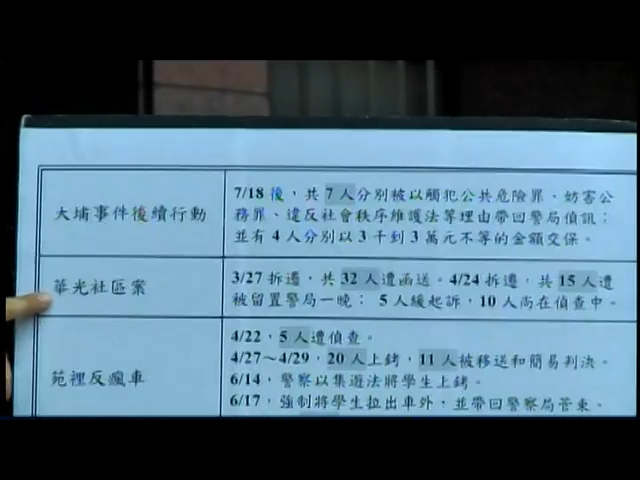 大埔事件後續行動
7/18 後，共 7 人分別被以觸犯公共危險罪、妨害公
務罪、違反社會秩序維護法等理由帶回警局偵訊；
並有 4 人分別以 3 千到 3 萬元不等的金額交保。
華光社區案
3/27 拆遷，共 32 人遭函送。4/24 拆遷，共 15 人遭
被留置警局一晚；5 人緩起訴，10 人尚在偵查中。
苑裡反瘋車
4/22，5 人遭偵查。
4/27～4/29，20 人上銬，11 人被移送和簡易判決。
6/14，警察以集遊法將學生上銬。
6/17，強制將學生拉出車外，並帶回警察局管束。